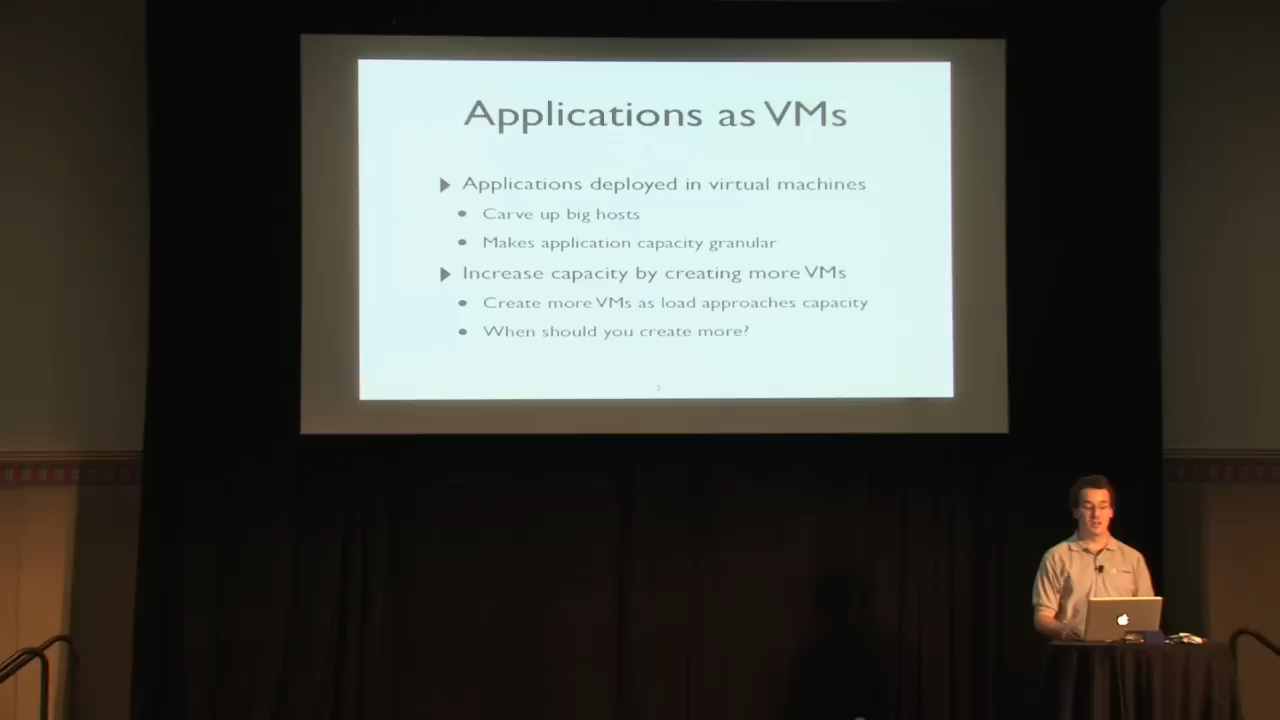 Applications as VMs
Applications deployed in virtual machines
Carve up big hosts
Makes application capacity granular
Increase capacity by creating more VMs
Create more VMs as load approaches capacity
When should you create more?
2